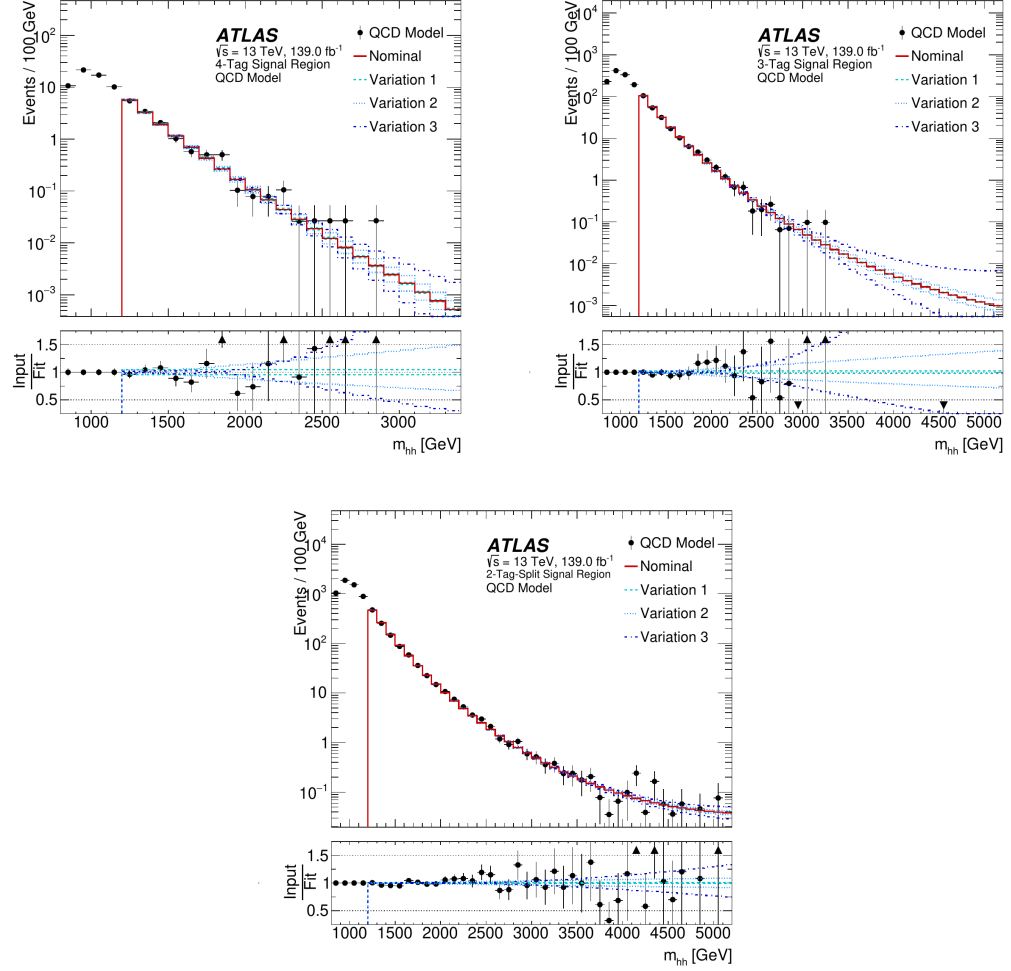 Events / 100 GeV
10²
10
1
10⁻¹
10⁻²
10⁻³
ATLAS
√s = 13 TeV, 139.0 fb⁻¹
4-Tag Signal Region
QCD Model
QCD Model
Nominal
Variation 1
Variation 2
Variation 3
Input
Fit
1.5
1
0.5
1000 1500 2000 2500 3000
m_hh [GeV]
Events / 100 GeV
10⁴
10³
10²
10
1
10⁻¹
10⁻²
10⁻³
ATLAS
√s = 13 TeV, 139.0 fb⁻¹
3-Tag Signal Region
QCD Model
QCD Model
Nominal
Variation 1
Variation 2
Variation 3
Input
Fit
1.5
1
0.5
1000 1500 2000 2500 3000 3500 4000 4500 5000
m_hh [GeV]
Events / 100 GeV
10⁴
10³
10²
10
1
10⁻¹
ATLAS
√s = 13 TeV, 139.0 fb⁻¹
2-Tag-Split Signal Region
QCD Model
QCD Model
Nominal
Variation 1
Variation 2
Variation 3
Input
Fit
1.5
1
0.5
1000 1500 2000 2500 3000 3500 4000 4500 5000
m_hh [GeV]